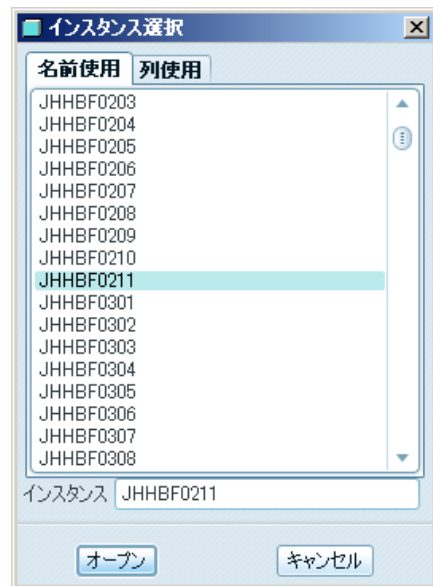 インスタンス選択
名前使用 列使用
JHHBF0203
JHHBF0204
JHHBF0205
JHHBF0206
JHHBF0207
JHHBF0208
JHHBF0209
JHHBF0210
JHHBF0211
JHHBF0301
JHHBF0302
JHHBF0303
JHHBF0304
JHHBF0305
JHHBF0306
JHHBF0307
JHHBF0308
インスタンス JHHBF0211
オープン キャンセル